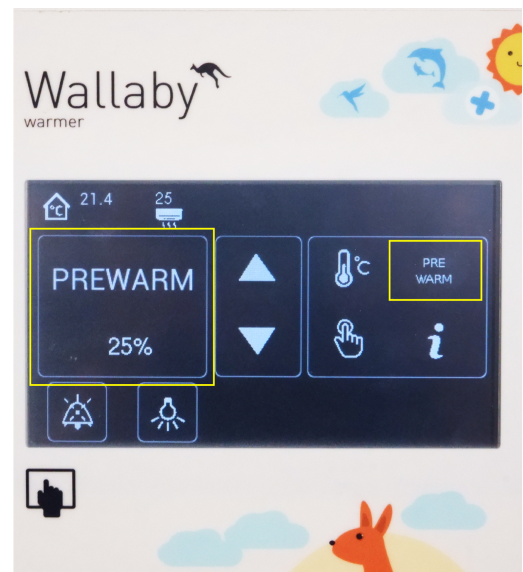 Wallaby
warmer
°C 21.4 25
PREWARM
25%
°C
PRE
WARM
i